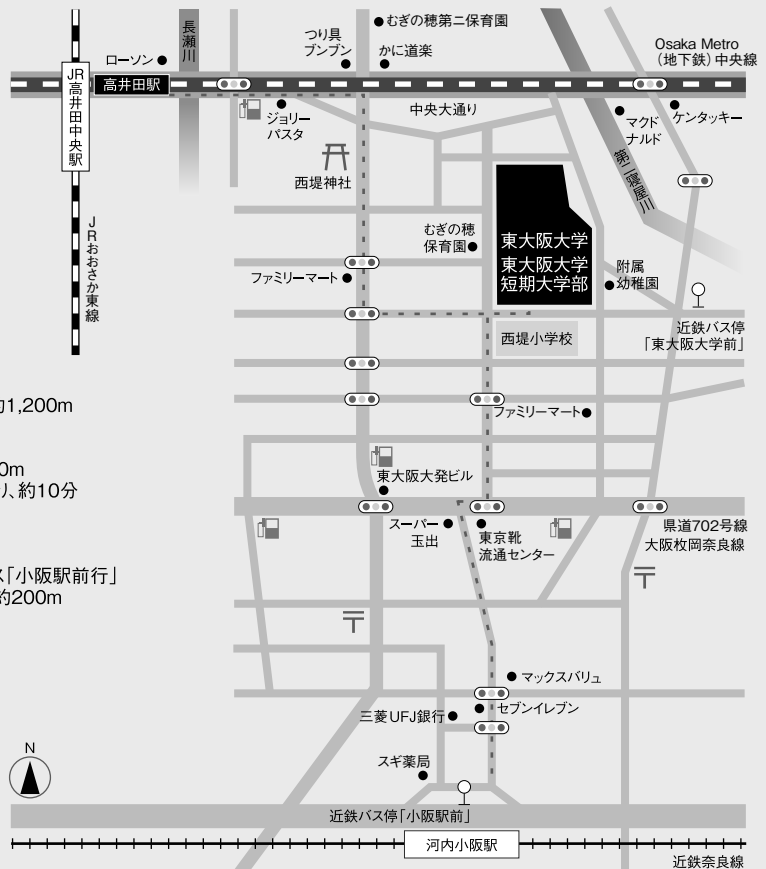 むぎの穂第二保育園
つり具
ブンブン
かに道楽
長瀬川
ローソン
Osaka Metro
（地下鉄）中央線
JR高井田中央駅
高井田駅
中央大通り
ジョリー
パスタ
マクド
ナルド
ケンタッキー
西堤神社
第二寝屋川
JRおおさか東線
むぎの穂
保育園
東大阪大学
東大阪大学
短期大学部
ファミリーマート
附属
幼稚園
近鉄バス停
「東大阪大学前」
西堤小学校
約1,200m
ファミリーマート
0m
り、約10分
東大阪大発ビル
スーパー
玉出
東京靴
流通センター
県道702号線
大阪枚岡奈良線
ス「小阪駅前行」
約200m
マックスバリュ
セブンイレブン
三菱UFJ銀行
スギ薬局
N
近鉄バス停「小阪駅前」
河内小阪駅
近鉄奈良線